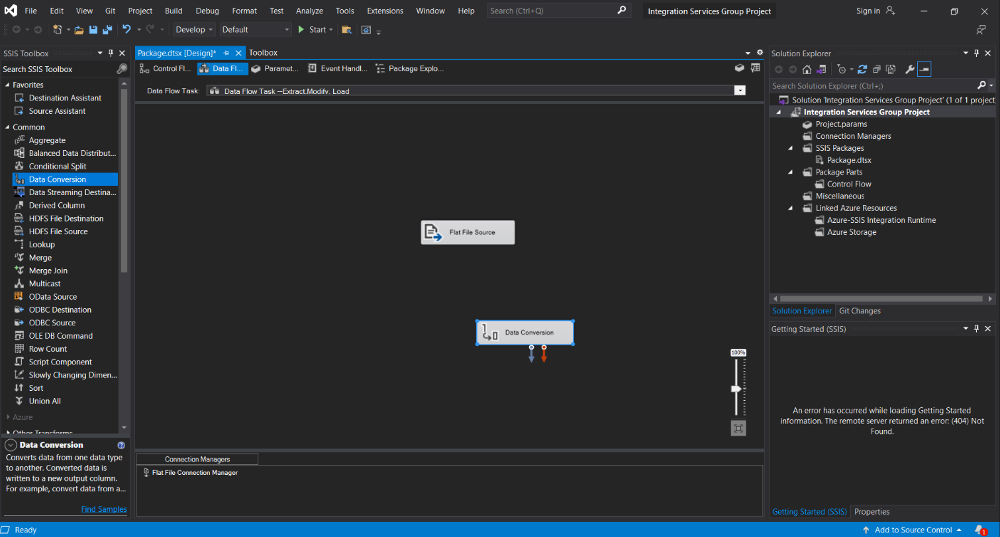 File Edit View Git Project Build Debug Format Test Analyze Tools Extensions Window Help Search (Ctrl+Q) Integration Services Group Project Sign in
Develop Default Start
SSIS Toolbox
Search SSIS Toolbox
Favorites
Destination Assistant
Source Assistant
Common
Aggregate
Balanced Data Distribut...
Conditional Split
Data Conversion
Data Streaming Destina...
Derived Column
HDFS File Destination
HDFS File Source
Lookup
Merge
Merge Join
Multicast
OData Source
ODBC Destination
ODBC Source
OLE DB Command
Row Count
Script Component
Slowly Changing Dimen...
Sort
Union All
Azure
Other Transforms
Data Conversion
Converts data from one data type
to another. Converted data is
written to a new output column.
For example, convert data from a...
Find Samples
Package.dtsx [Design]* Toolbox
Control Fl... Data Fl... Paramet... Event Handl... Package Explo...
Data Flow Task: Data Flow Task --Extract.Modify. Load
Flat File Source
Data Conversion
100%
Connection Managers
Flat File Connection Manager
Solution Explorer
Search Solution Explorer (Ctrl+;)
Solution 'Integration Services Group Project' (1 of 1 project
Integration Services Group Project
Project.params
Connection Managers
SSIS Packages
Package.dtsx
Package Parts
Control Flow
Miscellaneous
Linked Azure Resources
Azure-SSIS Integration Runtime
Azure Storage
Solution Explorer Git Changes
Getting Started (SSIS)
An error has occurred while loading Getting Started
information. The remote server returned an error: (404) Not
Found.
Getting Started (SSIS) Properties
Ready Add to Source Control 1